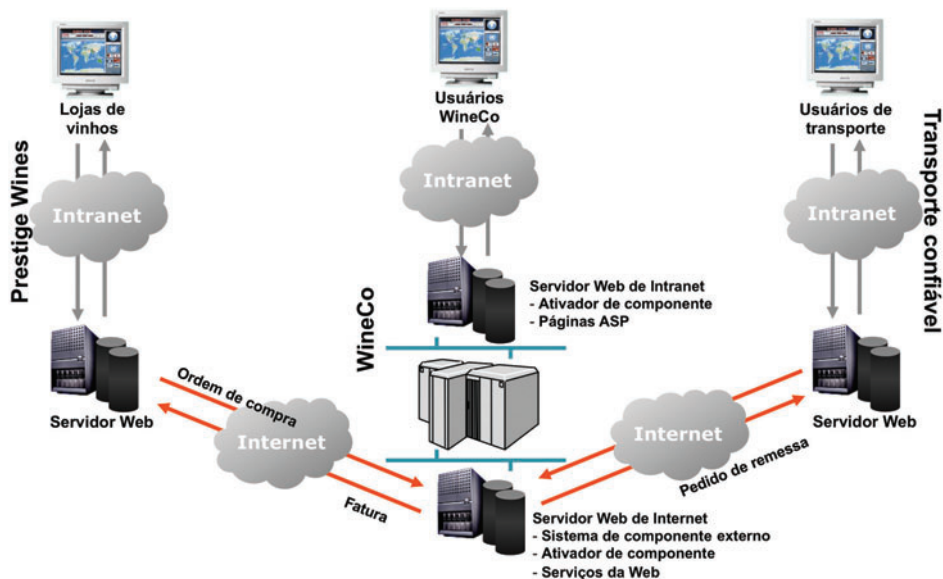 Lojas de
vinhos
Usuários
WineCo
Usuários de
transporte
Prestige Wines
Intranet
Intranet
Intranet
Transporte confiável
Servidor Web de Intranet
- Ativador de componente
- Páginas ASP
WineCo
Servidor Web
Servidor Web
Ordem de compra
Internet
Internet
Fatura
Pedido de remessa
Servidor Web de Internet
- Sistema de componente externo
- Ativador de componente
- Serviços da Web